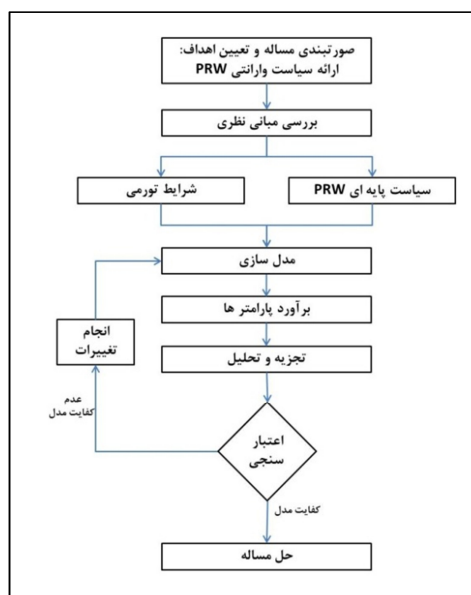 صورتبندی مساله و تعیین اهداف:
ارائه سیاست وارانتی PRW
بررسی مبانی نظری
سیاست پایه ای PRW
شرایط تورمی
مدل سازی
برآورد پارامتر ها
انجام
تغییرات
تجزیه و تحلیل
عدم
کفایت مدل
اعتبار
سنجی
کفایت مدل
حل مساله